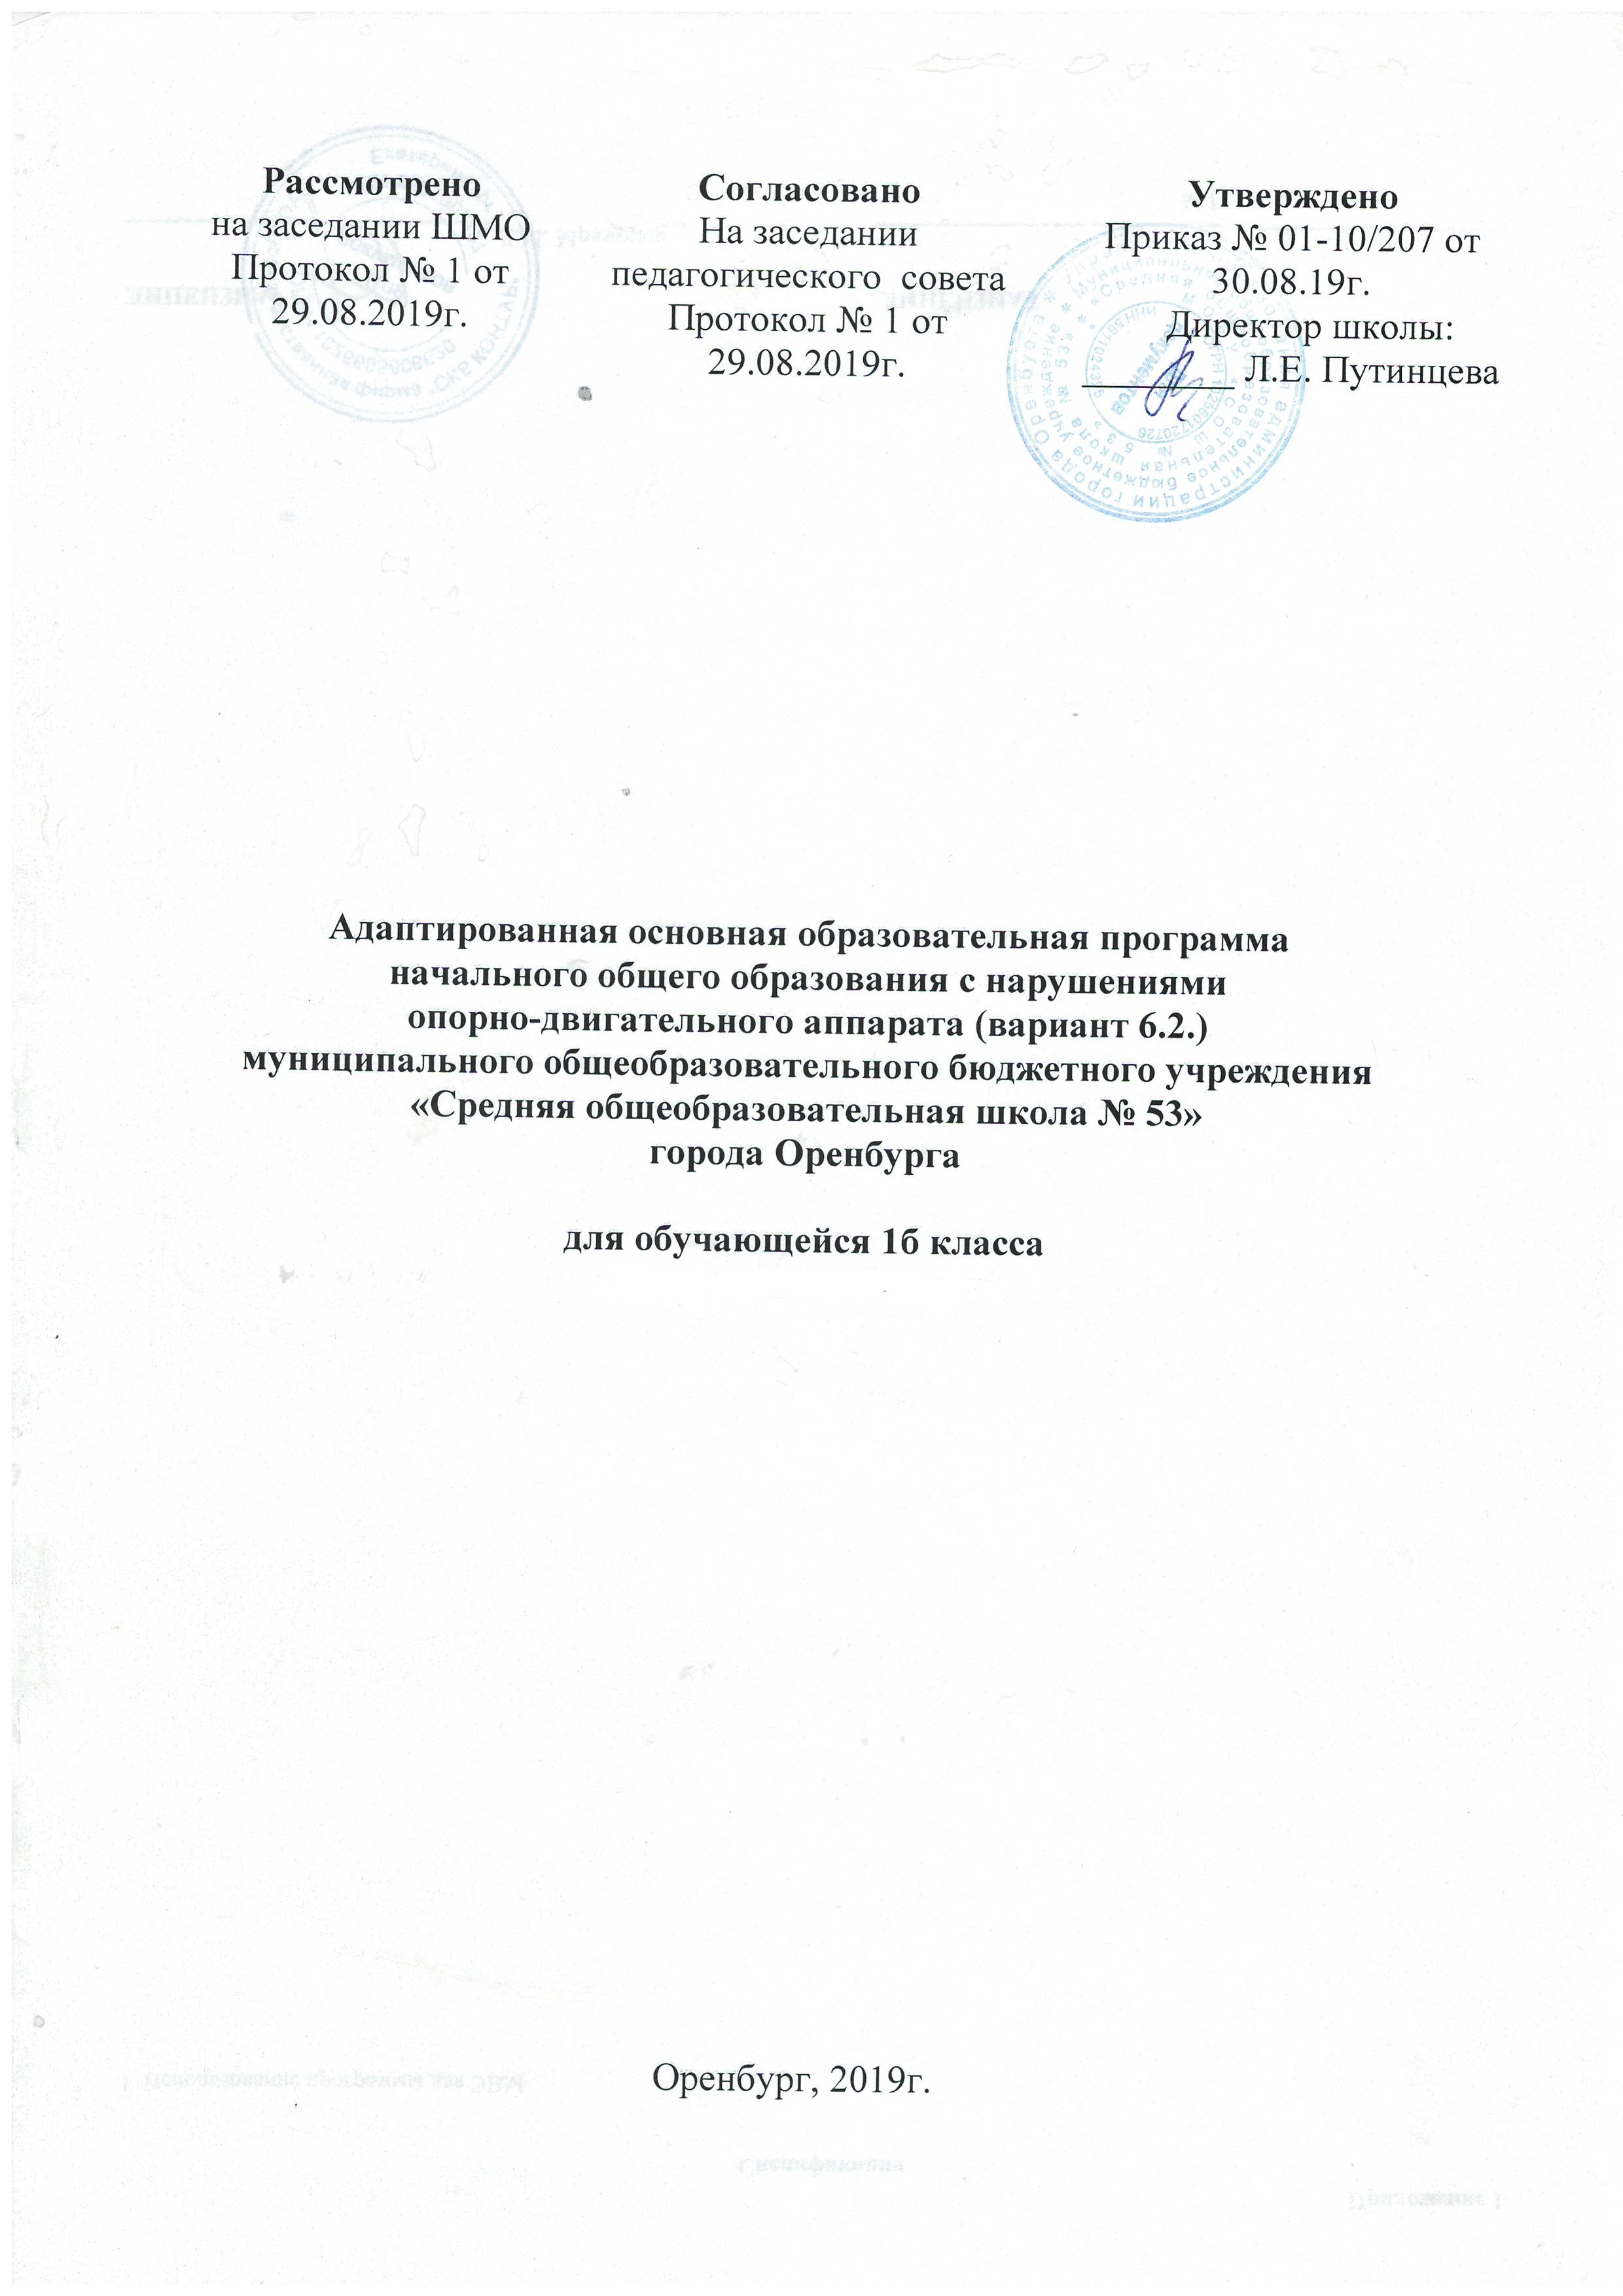 Рассмотрено
на заседании ШМО
Протокол № 1 от
29.08.2019г.
Согласовано
На заседании
педагогического совета
Протокол № 1 от
29.08.2019г.
Утверждено
Приказ № 01-10/207 от
30.08.19г.
Директор школы:
Л.Е. Путинцева
Адаптированная основная образовательная программа
начального общего образования с нарушениями
опорно-двигательного аппарата (вариант 6.2.)
муниципального общеобразовательного бюджетного учреждения
«Средняя общеобразовательная школа № 53»
города Оренбурга
для обучающейся 1б класса
Оренбург, 2019г.